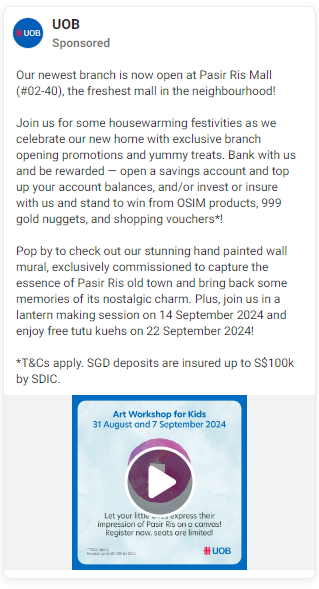 UOB
UOB
Sponsored
Our newest branch is now open at Pasir Ris Mall
(#02-40), the freshest mall in the neighbourhood!
Join us for some housewarming festivities as we
celebrate our new home with exclusive branch
opening promotions and yummy treats. Bank with us
and be rewarded — open a savings account and top
up your account balances, and/or invest or insure
with us and stand to win from OSIM products, 999
gold nuggets, and shopping vouchers*!
Pop by to check out our stunning hand painted wall
mural, exclusively commissioned to capture the
essence of Pasir Ris old town and bring back some
memories of its nostalgic charm. Plus, join us in a
lantern making session on 14 September 2024 and
enjoy free tutu kuehs on 22 September 2024!
*T&Cs apply. SGD deposits are insured up to S$100k
by SDIC.
Art Workshop for Kids
31 August and 7 September 2024
Let your little ones express their
impression of Pasir Ris on a canvas!
Register now, seats are limited!
UOB